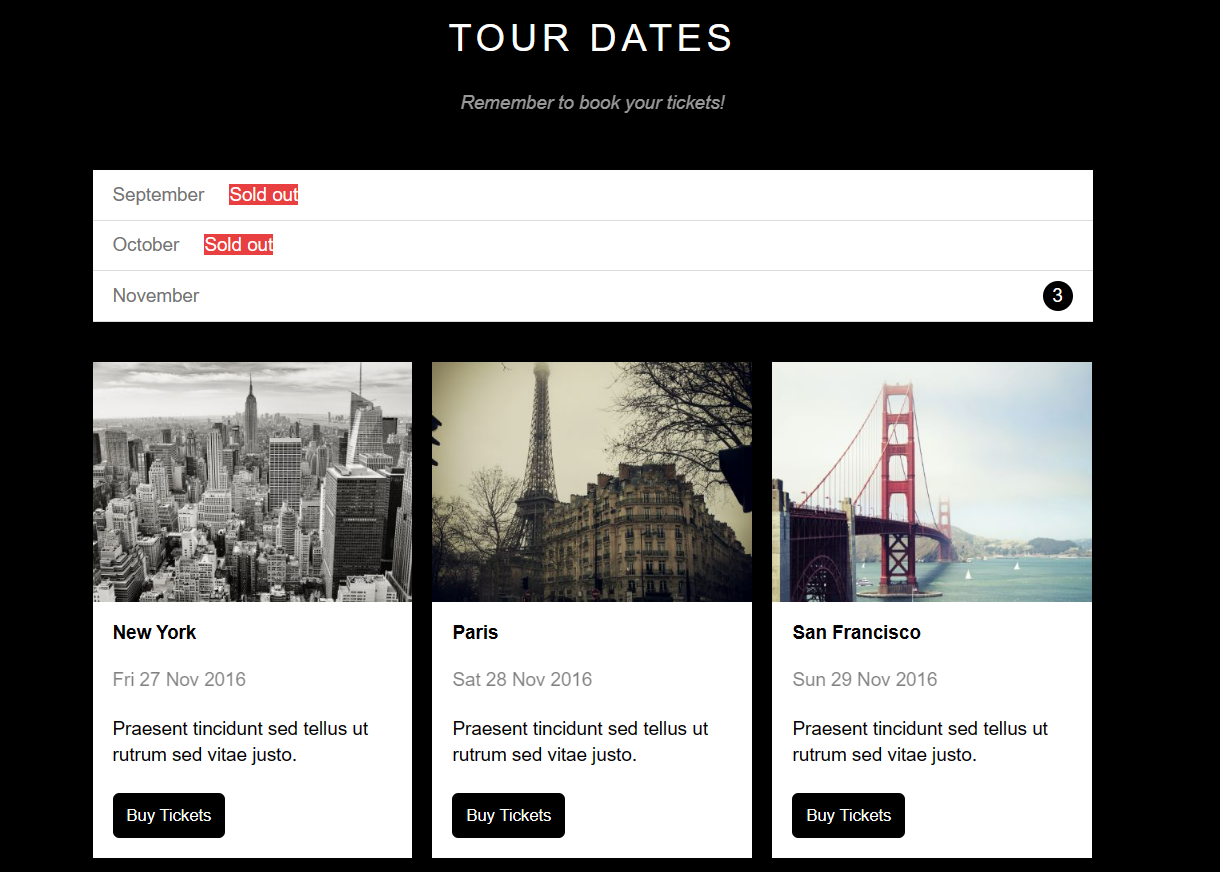 TOUR DATES
Remember to book your tickets!
September Sold out
October Sold out
November 3
New York
Fri 27 Nov 2016
Praesent tincidunt sed tellus ut
rutrum sed vitae justo.
Buy Tickets
Paris
Sat 28 Nov 2016
Praesent tincidunt sed tellus ut
rutrum sed vitae justo.
Buy Tickets
San Francisco
Sun 29 Nov 2016
Praesent tincidunt sed tellus ut
rutrum sed vitae justo.
Buy Tickets